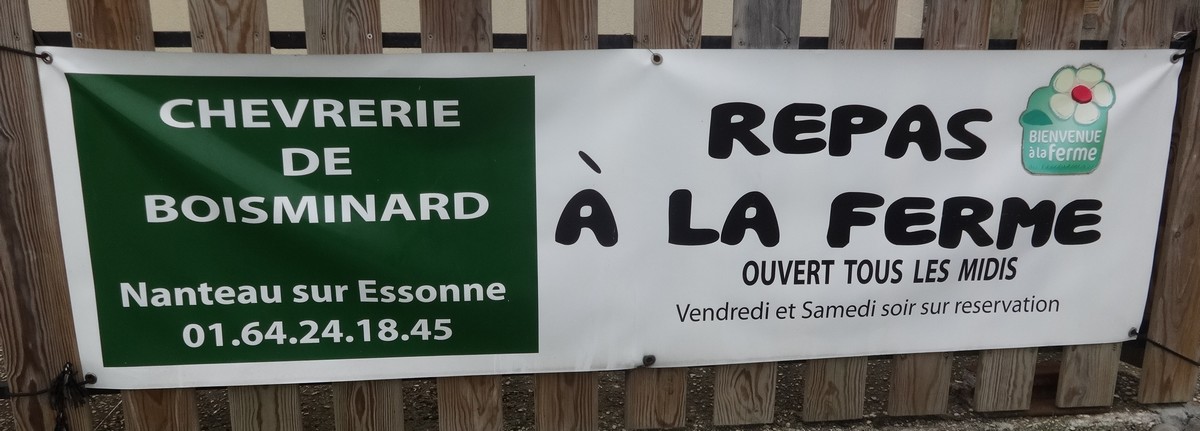 CHEVRERIE
DE
BOISMINARD
Nanteau sur Essonne
01.64.24.18.45
REPAS
À LA FERME
OUVERT TOUS LES MIDIS
Vendredi et Samedi soir sur reservation
BIENVENUE
à la ferme